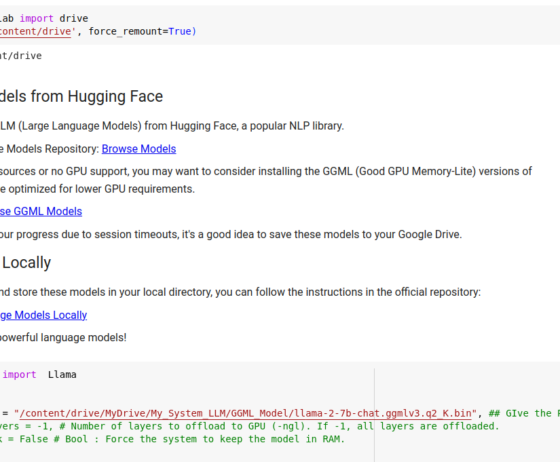 lab import drive
content/drive', force_remount=True)
nt/drive
dels from Hugging Face
LM (Large Language Models) from Hugging Face, a popular NLP library.
e Models Repository: Browse Models
sources or no GPU support, you may want to consider installing the GGML (Good GPU Memory-Lite) versions of
e optimized for lower GPU requirements.
se GGML Models
our progress due to session timeouts, it's a good idea to save these models to your Google Drive.
Locally
nd store these models in your local directory, you can follow the instructions in the official repository:
ge Models Locally
powerful language models!
import Llama
= "/content/drive/MyDrive/My_System_LLM/GGML_Model/llama-2-7b-chat.ggmlv3.q2_K.bin", ## GIve the
yers = -1, # Number of layers to offload to GPU (-ngl). If -1, all layers are offloaded.
k = False # Bool : Force the system to keep the model in RAM.